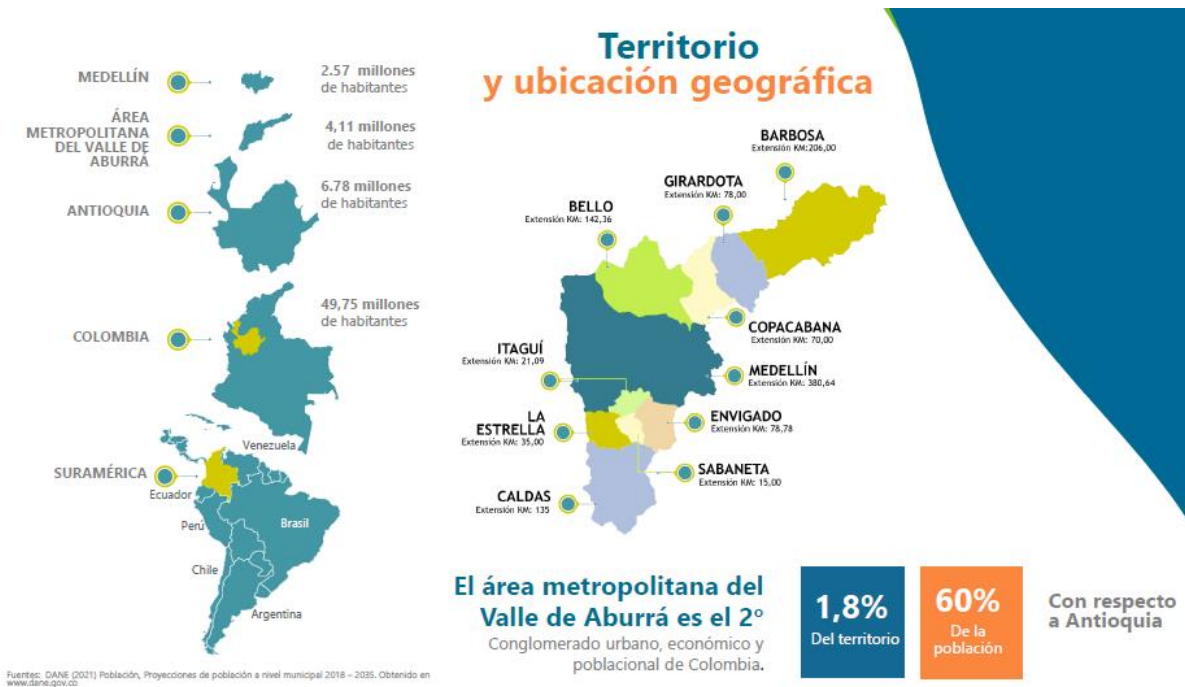 Territorio
y ubicación geográfica
MEDELLÍN
2.57 millones
de habitantes
ÁREA
METROPOLITANA
DEL VALLE DE
ABURRÁ
4,11 millones
de habitantes
ANTIOQUIA
6.78 millones
de habitantes
COLOMBIA
49,75 millones
de habitantes
SURAMÉRICA
Venezuela
Ecuador
Perú
Brasil
Chile
Argentina
BARBOSA
Extensión KM:206,00
GIRARDOTA
Extensión KM: 78,00
BELLO
Extensión KM: 142,36
COPACABANA
Extensión KM: 70,00
ITAGUÍ
Extensión KM: 21,09
MEDELLÍN
Extensión KM: 380,64
LA
ESTRELLA
Extensión KM: 35,00
ENVIGADO
Extensión KM: 78,78
SABANETA
Extensión KM: 15,00
CALDAS
Extensión KM: 135
El área metropolitana del
Valle de Aburrá es el 2º
Conglomerado urbano, económico y
poblacional de Colombia.
1,8%
Del territorio
60%
De la
población
Con respecto
a Antioquia
Fuentes: DANE (2021) Población, Proyecciones de población a nivel municipal 2018 – 2035. Obtenido en
www.dane.gov.co